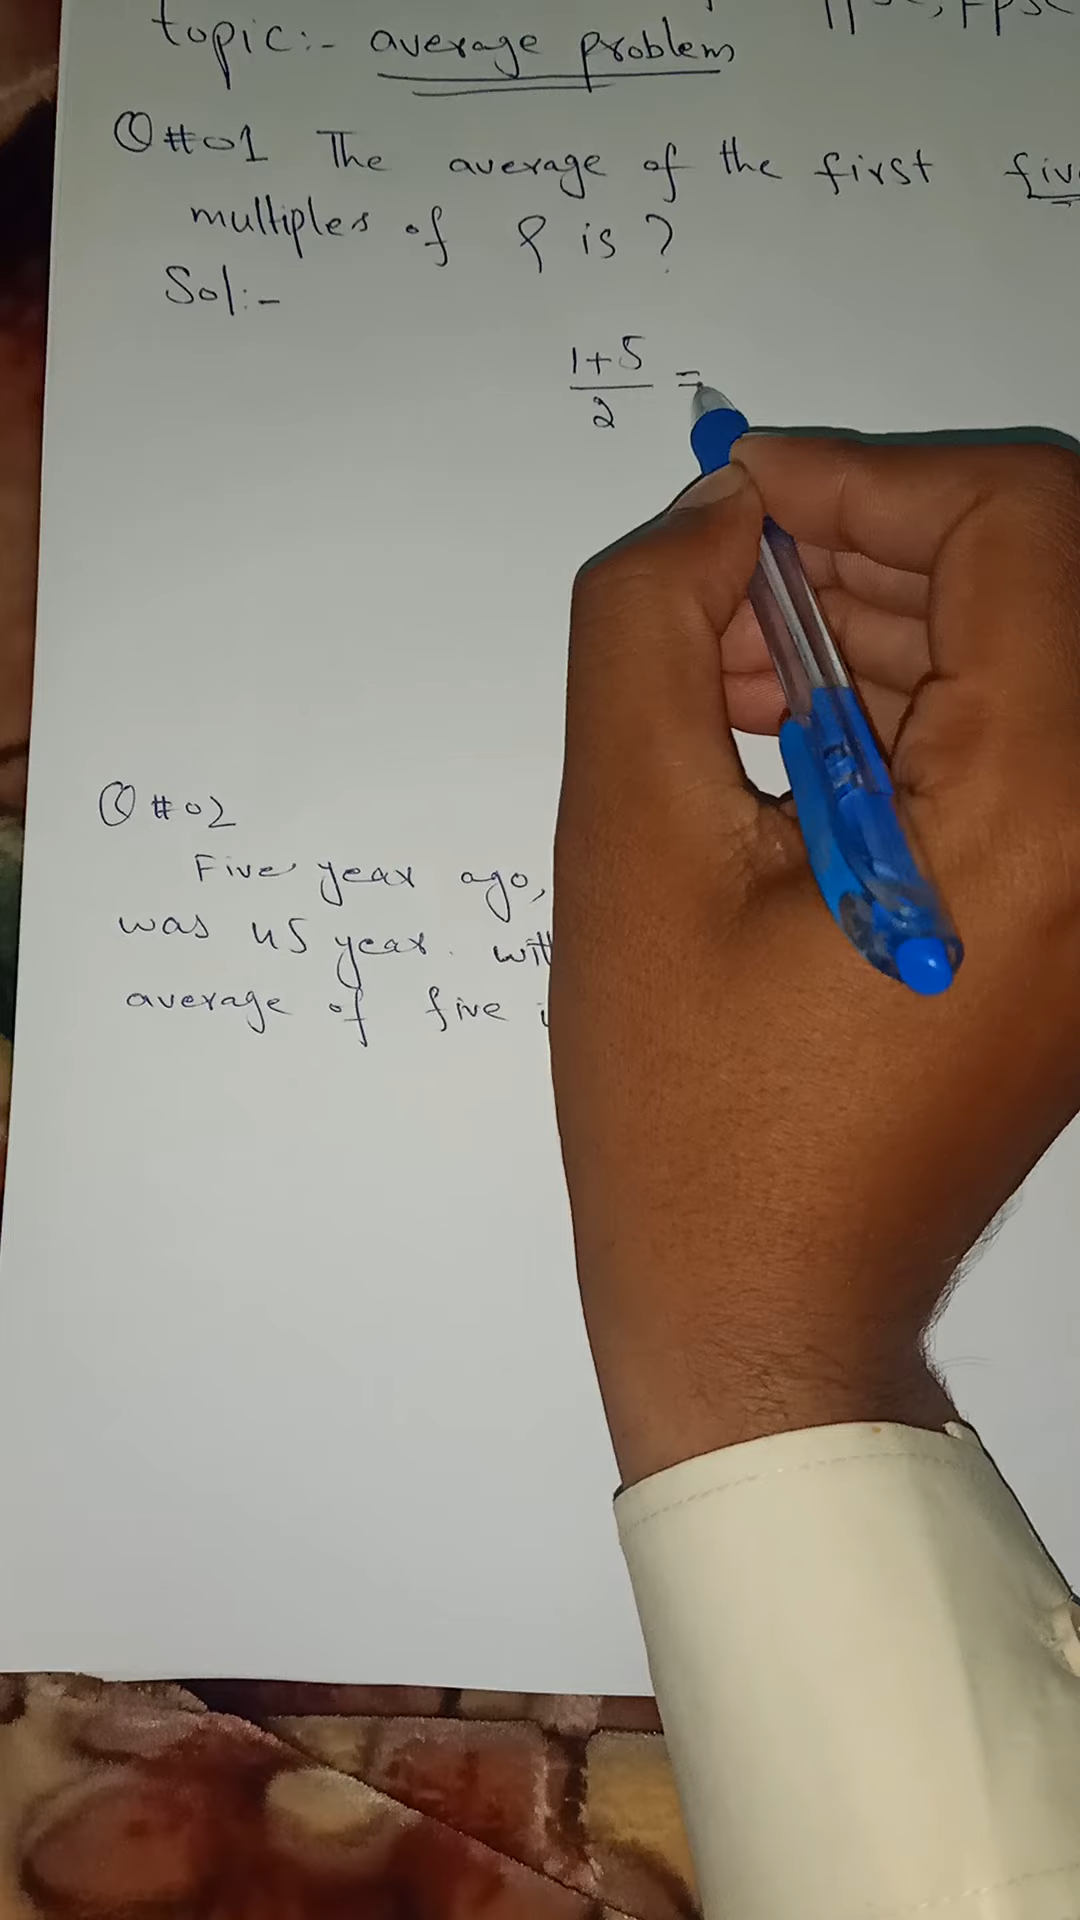 topic:- average problem
Q#01 The average of the first
multiples of 9 is?
Sol:-
1+5
2
=
Q#02
Five year ago,
was 45 year.
average of five